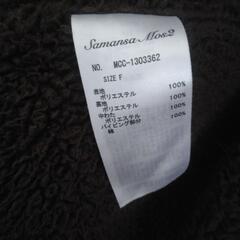 Samansa Mos2
NO. MCC-1303362
SIZE F
表地
ポリエステル 100%
裏地
ポリエステル 100%
中わた
ポリエステル 100%
パイピング部分
綿 100%